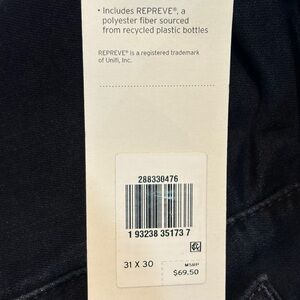 • Includes REPREVE®, a
polyester fiber sourced
from recycled plastic bottles
REPREVE® is a registered trademark
of Unifi, Inc.
288330476
1 93238 35173 7
31 X 30
MSRP
$69.50